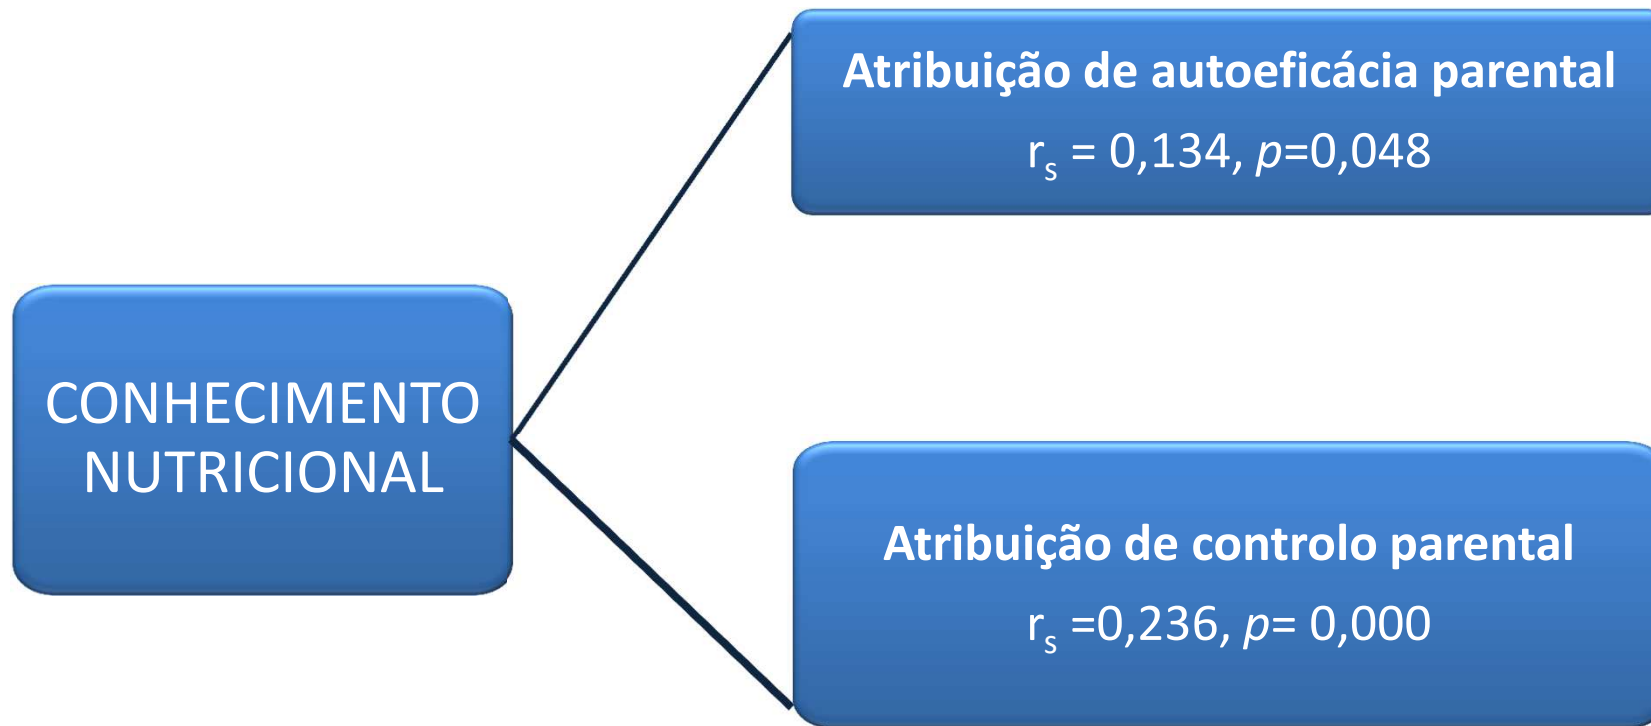 Atribuição de autoeficácia parental
rₛ = 0,134, p=0,048
CONHECIMENTO
NUTRICIONAL
Atribuição de controlo parental
rₛ =0,236, p= 0,000